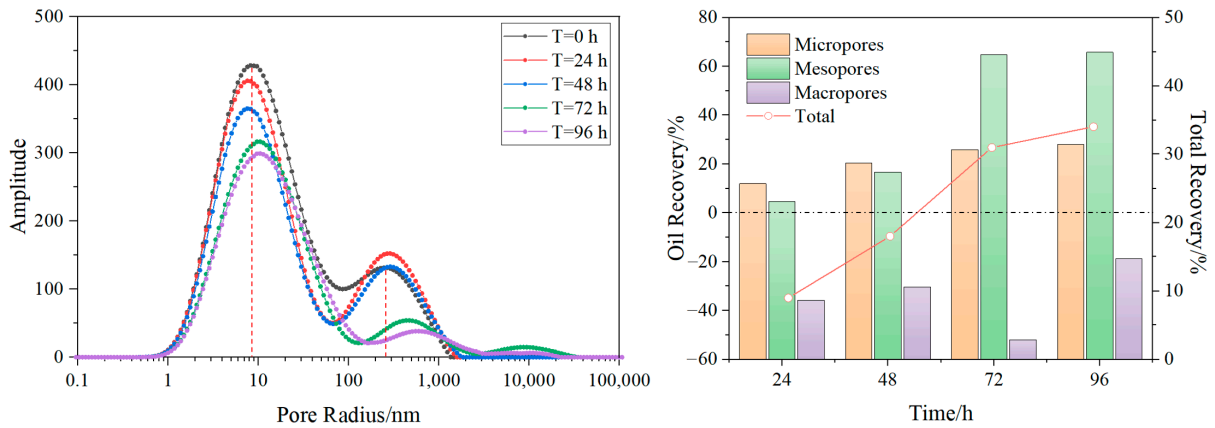 500
400
300
200
100
0
Amplitude
0.1
1
10
100
1,000
10,000
100,000
Pore Radius/nm
T=0 h
T=24 h
T=48 h
T=72 h
T=96 h
80
60
40
20
0
−20
−40
−60
Oil Recovery/%
Micropores
Mesopores
Macropores
Total
24
48
72
96
Time/h
50
40
30
20
10
0
Total Recovery/%